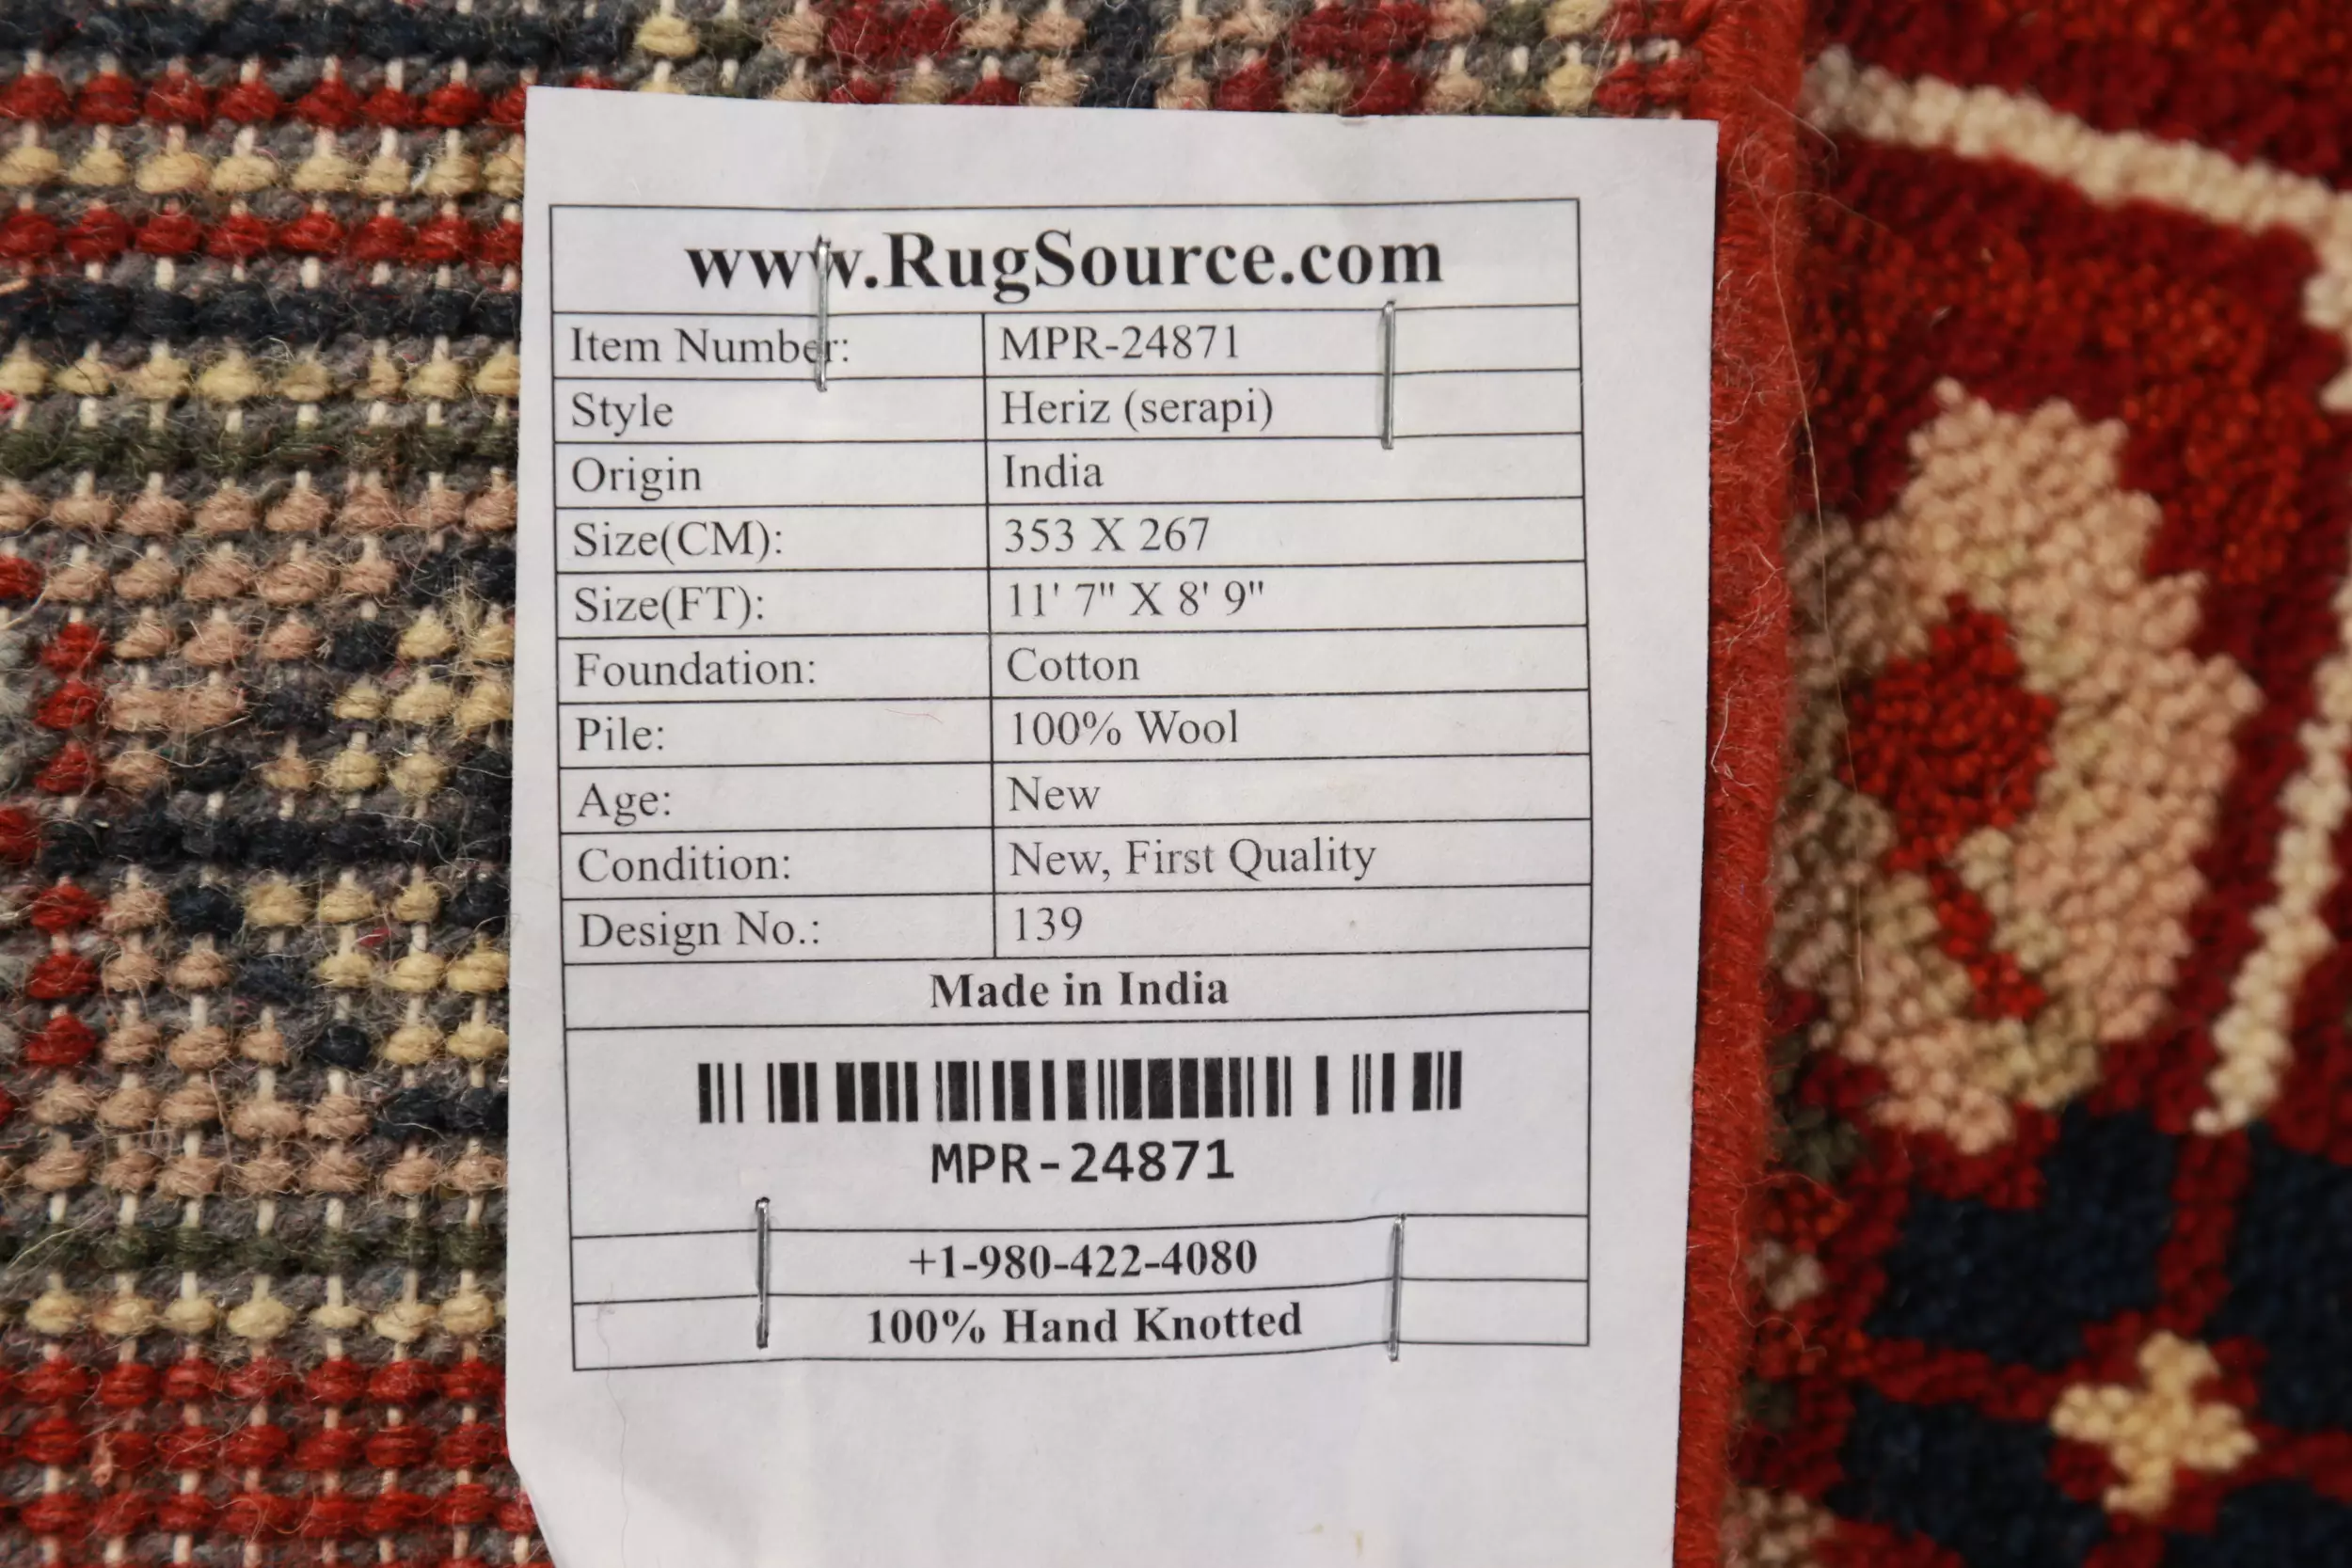 www.RugSource.com
Item Number: MPR-24871
Style Heriz (serapi)
Origin India
Size(CM): 353 X 267
Size(FT): 11' 7" X 8' 9"
Foundation: Cotton
Pile: 100% Wool
Age: New
Condition: New, First Quality
Design No.: 139
Made in India
MPR-24871
+1-980-422-4080
100% Hand Knotted